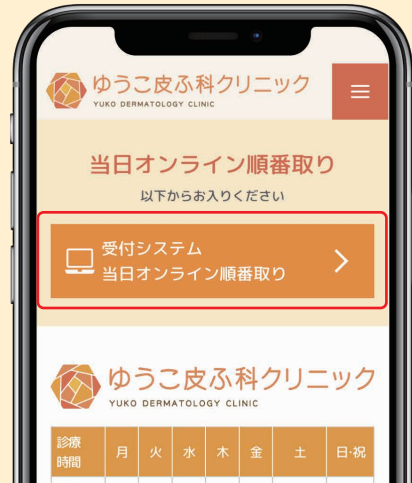 ゆうこ皮ふ科クリニック
YUKO DERMATOLOGY CLINIC
当日オンライン順番取り
以下からお入りください
受付システム
当日オンライン順番取り
ゆうこ皮ふ科クリニック
YUKO DERMATOLOGY CLINIC
診療
時間 月 火 水 木 金 土 日・祝